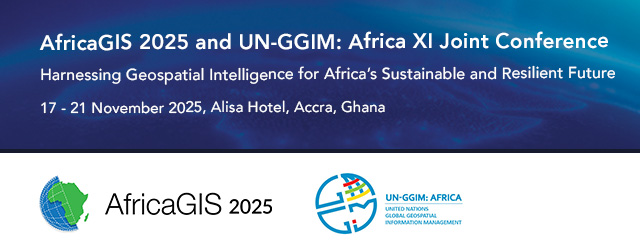 AfricaGIS 2025 and UN-GGIM: Africa XI Joint Conference
Harnessing Geospatial Intelligence for Africa's Sustainable and Resilient Future
17 - 21 November 2025, Alisa Hotel, Accra, Ghana
AfricaGIS 2025
UN-GGIM: AFRICA
UNITED NATIONS
GLOBAL GEOSPATIAL
INFORMATION MANAGEMENT